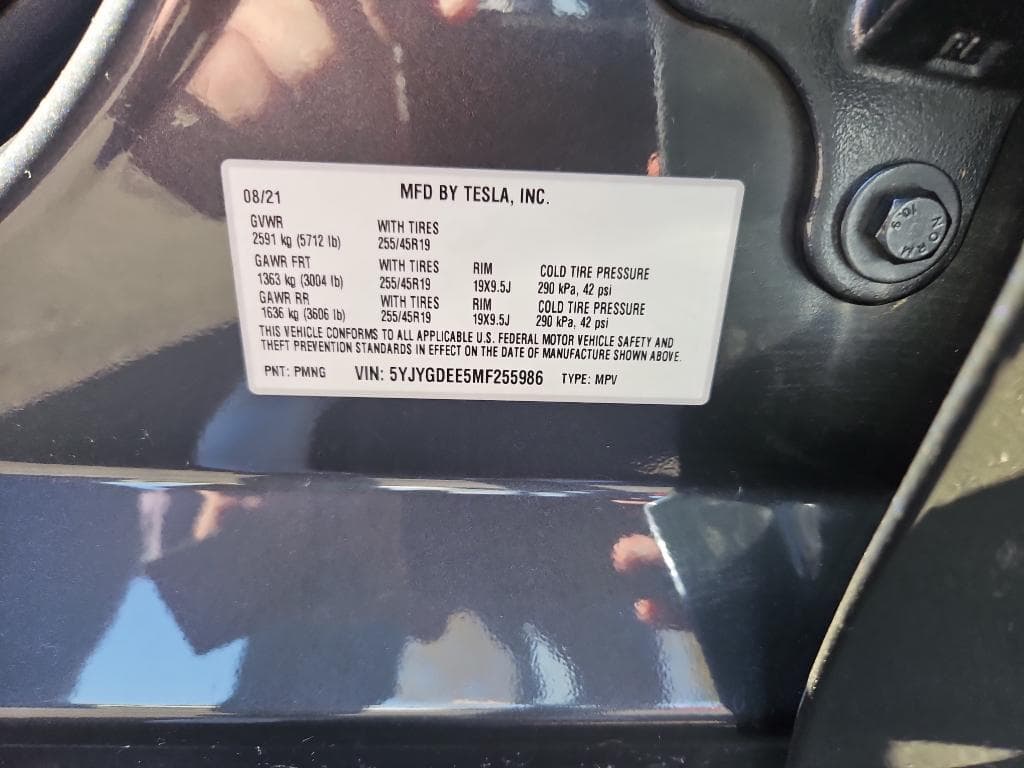 08/21 MFD BY TESLA, INC.
GVWR WITH TIRES
2591 kg (5712 lb) 255/45R19
GAWR FRT WITH TIRES RIM COLD TIRE PRESSURE
1363 kg (3004 lb) 255/45R19 19X9.5J 290 kPa, 42 psi
GAWR RR WITH TIRES RIM COLD TIRE PRESSURE
1636 kg (3606 lb) 255/45R19 19X9.5J 290 kPa, 42 psi
THIS VEHICLE CONFORMS TO ALL APPLICABLE U.S. FEDERAL MOTOR VEHICLE SAFETY AND
THEFT PREVENTION STANDARDS IN EFFECT ON THE DATE OF MANUFACTURE SHOWN ABOVE.
PNT: PMNG VIN: 5YJYGDEE5MF255986 TYPE: MPV
10.9
NORM